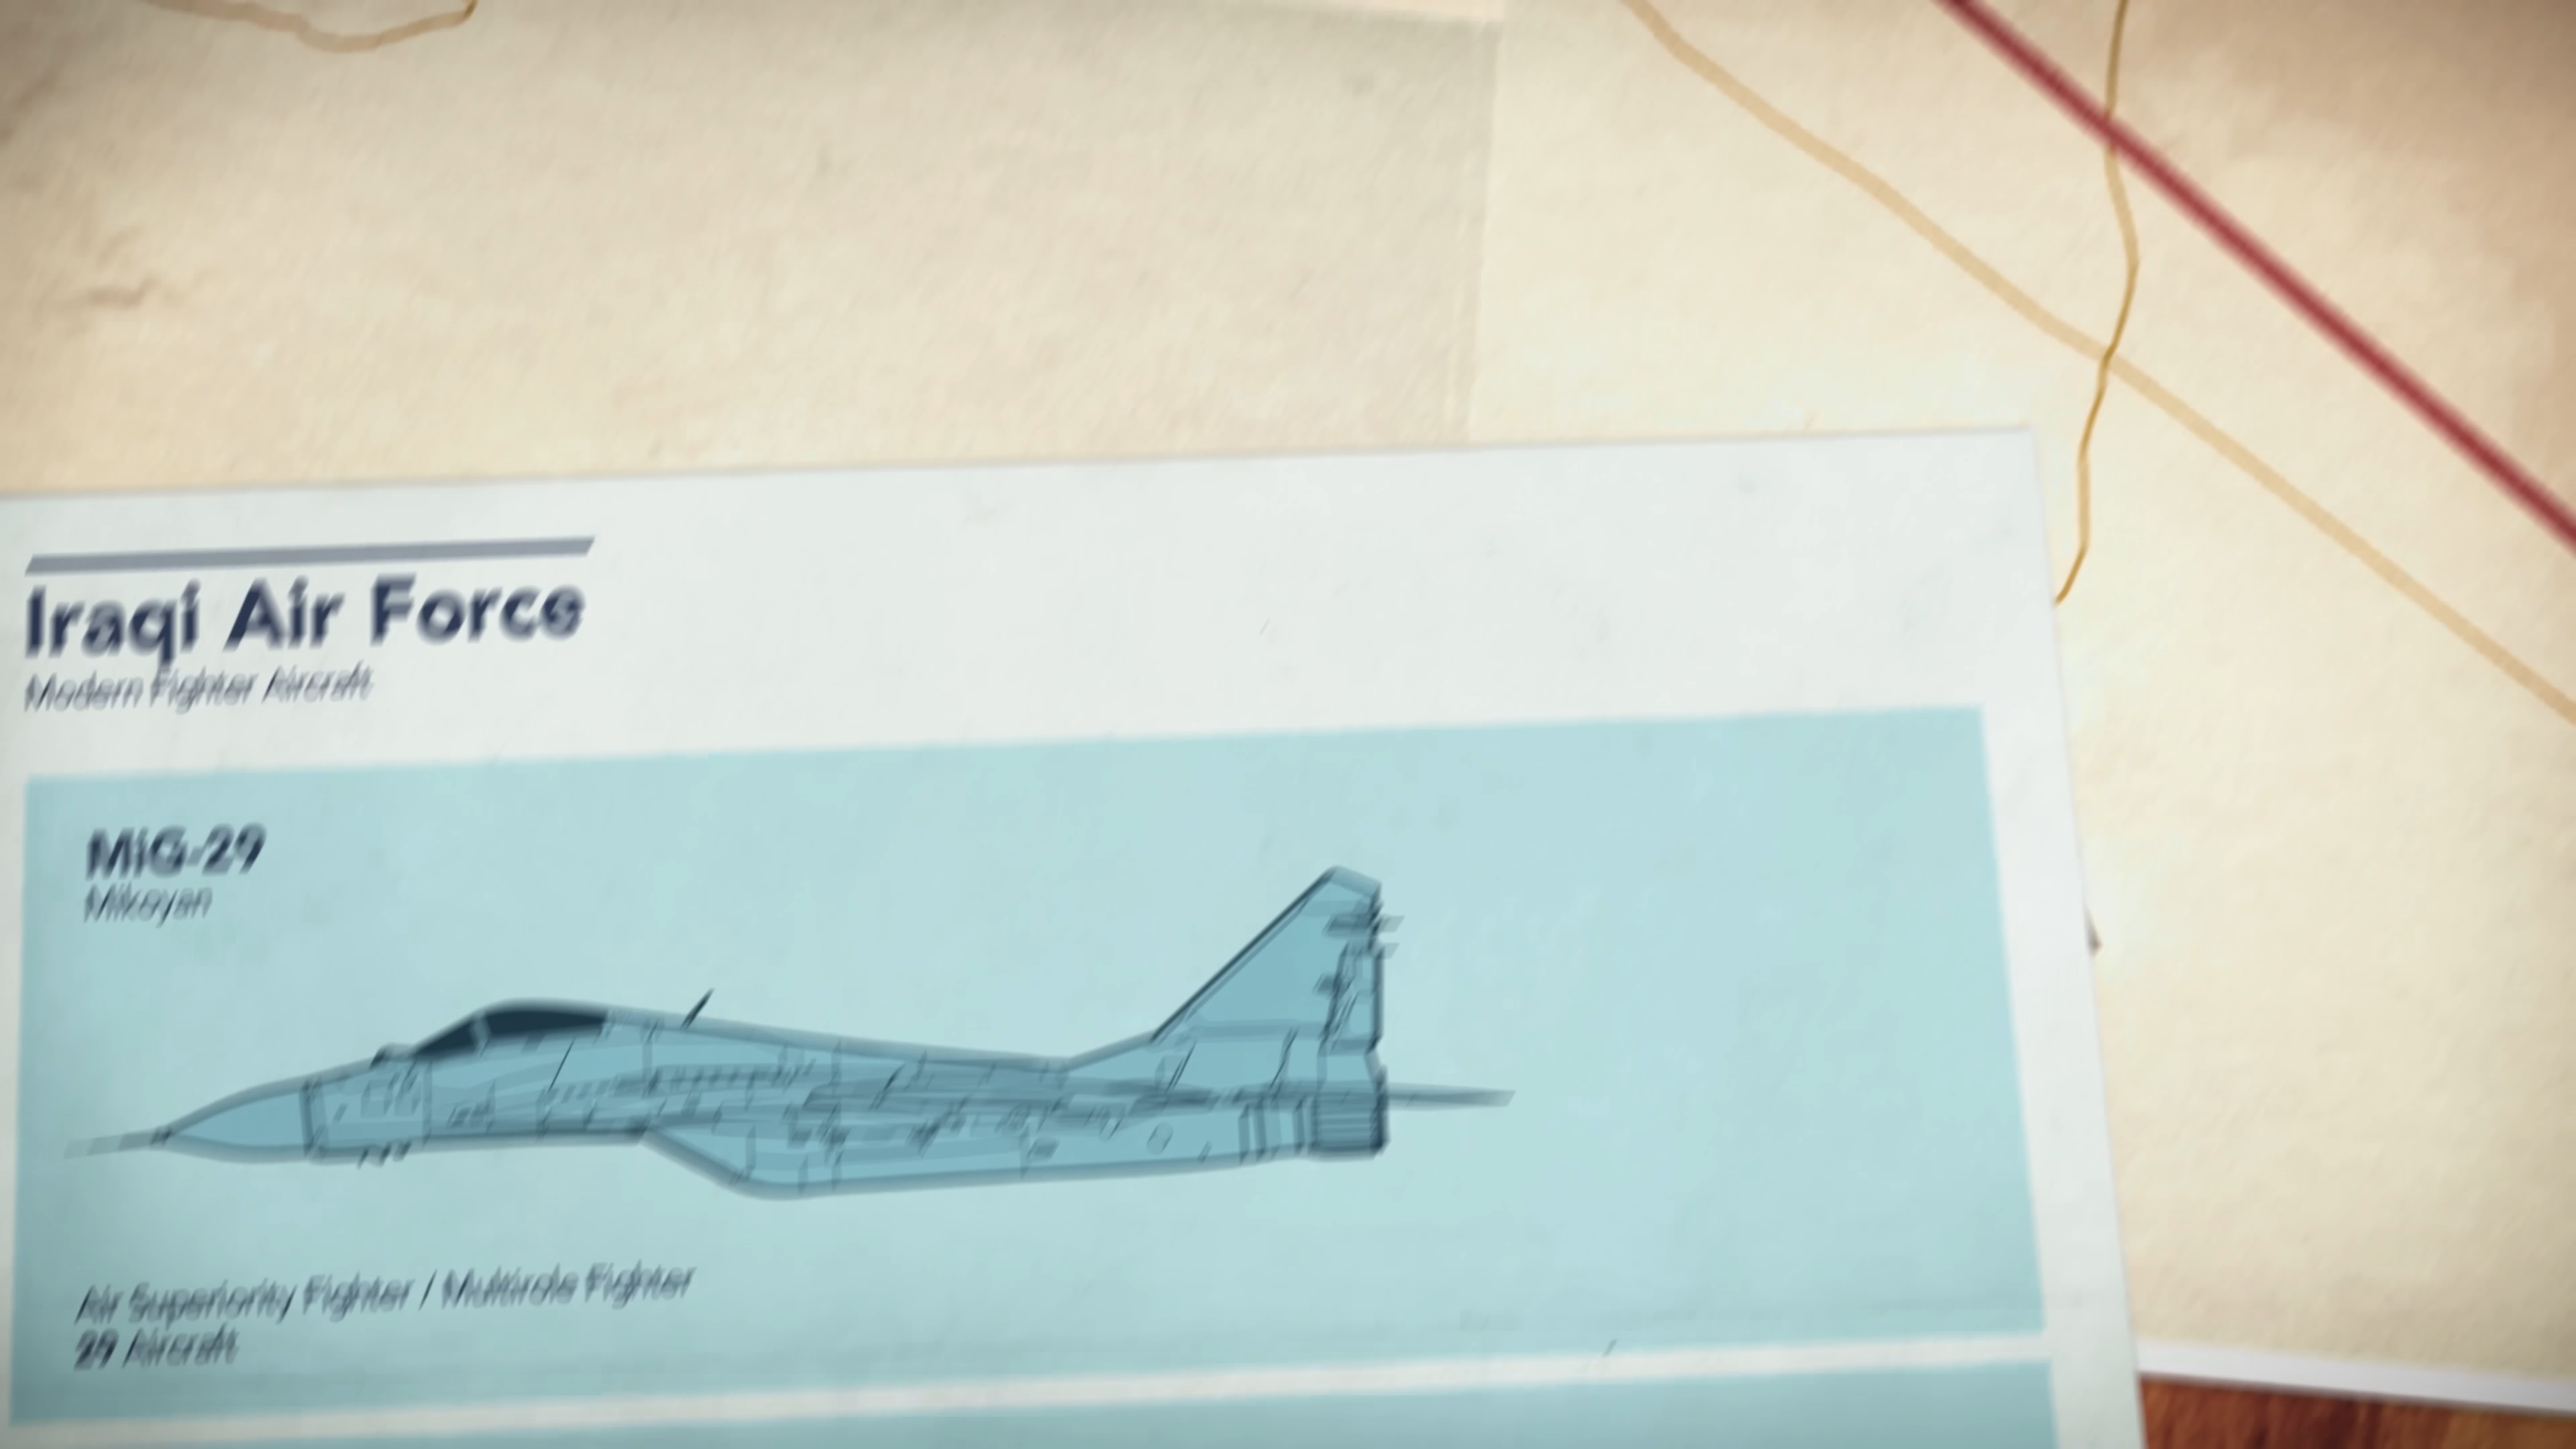 Iraqi Air Force
Modern Fighter Aircraft
MiG-29
Mikoyan
Air Superiority Fighter / Multirole Fighter
29 Aircraft